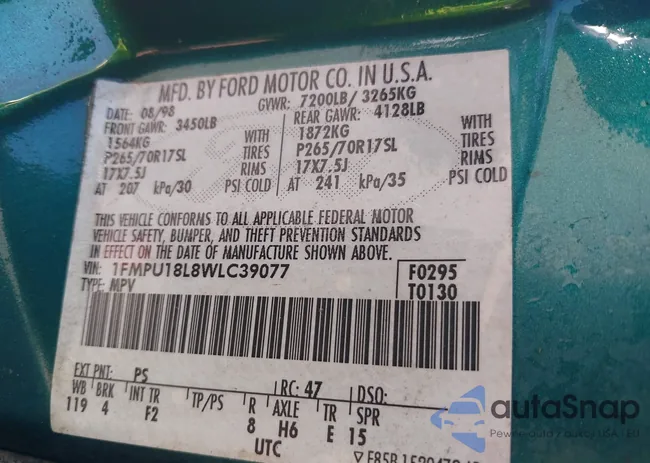 MFD. BY FORD MOTOR CO. IN U.S.A.
DATE: 08/98 GVWR: 7200LB/ 3265KG
FRONT GAWR: 3450LB REAR GAWR: 4128LB
1564KG WITH 1872KG WITH
P265/70R17SL TIRES P265/70R17SL TIRES
17X7.5J RIMS 17X7.5J RIMS
AT 207 kPa/30 PSI COLD AT 241 kPa/35 PSI COLD
THIS VEHICLE CONFORMS TO ALL APPLICABLE FEDERAL MOTOR
VEHICLE SAFETY, BUMPER, AND THEFT PREVENTION STANDARDS
IN EFFECT ON THE DATE OF MANUFACTURE SHOWN ABOVE.
VIN: 1FMPU18L8WLC39077 F0295
TYPE: MPV T0130
EXT PNT: PS RC: 47 DSO:
WB BRK INT TR TP/PS R AXLE TR SPR
119 4 F2 8 H6 E 15
UTC
autoSnap